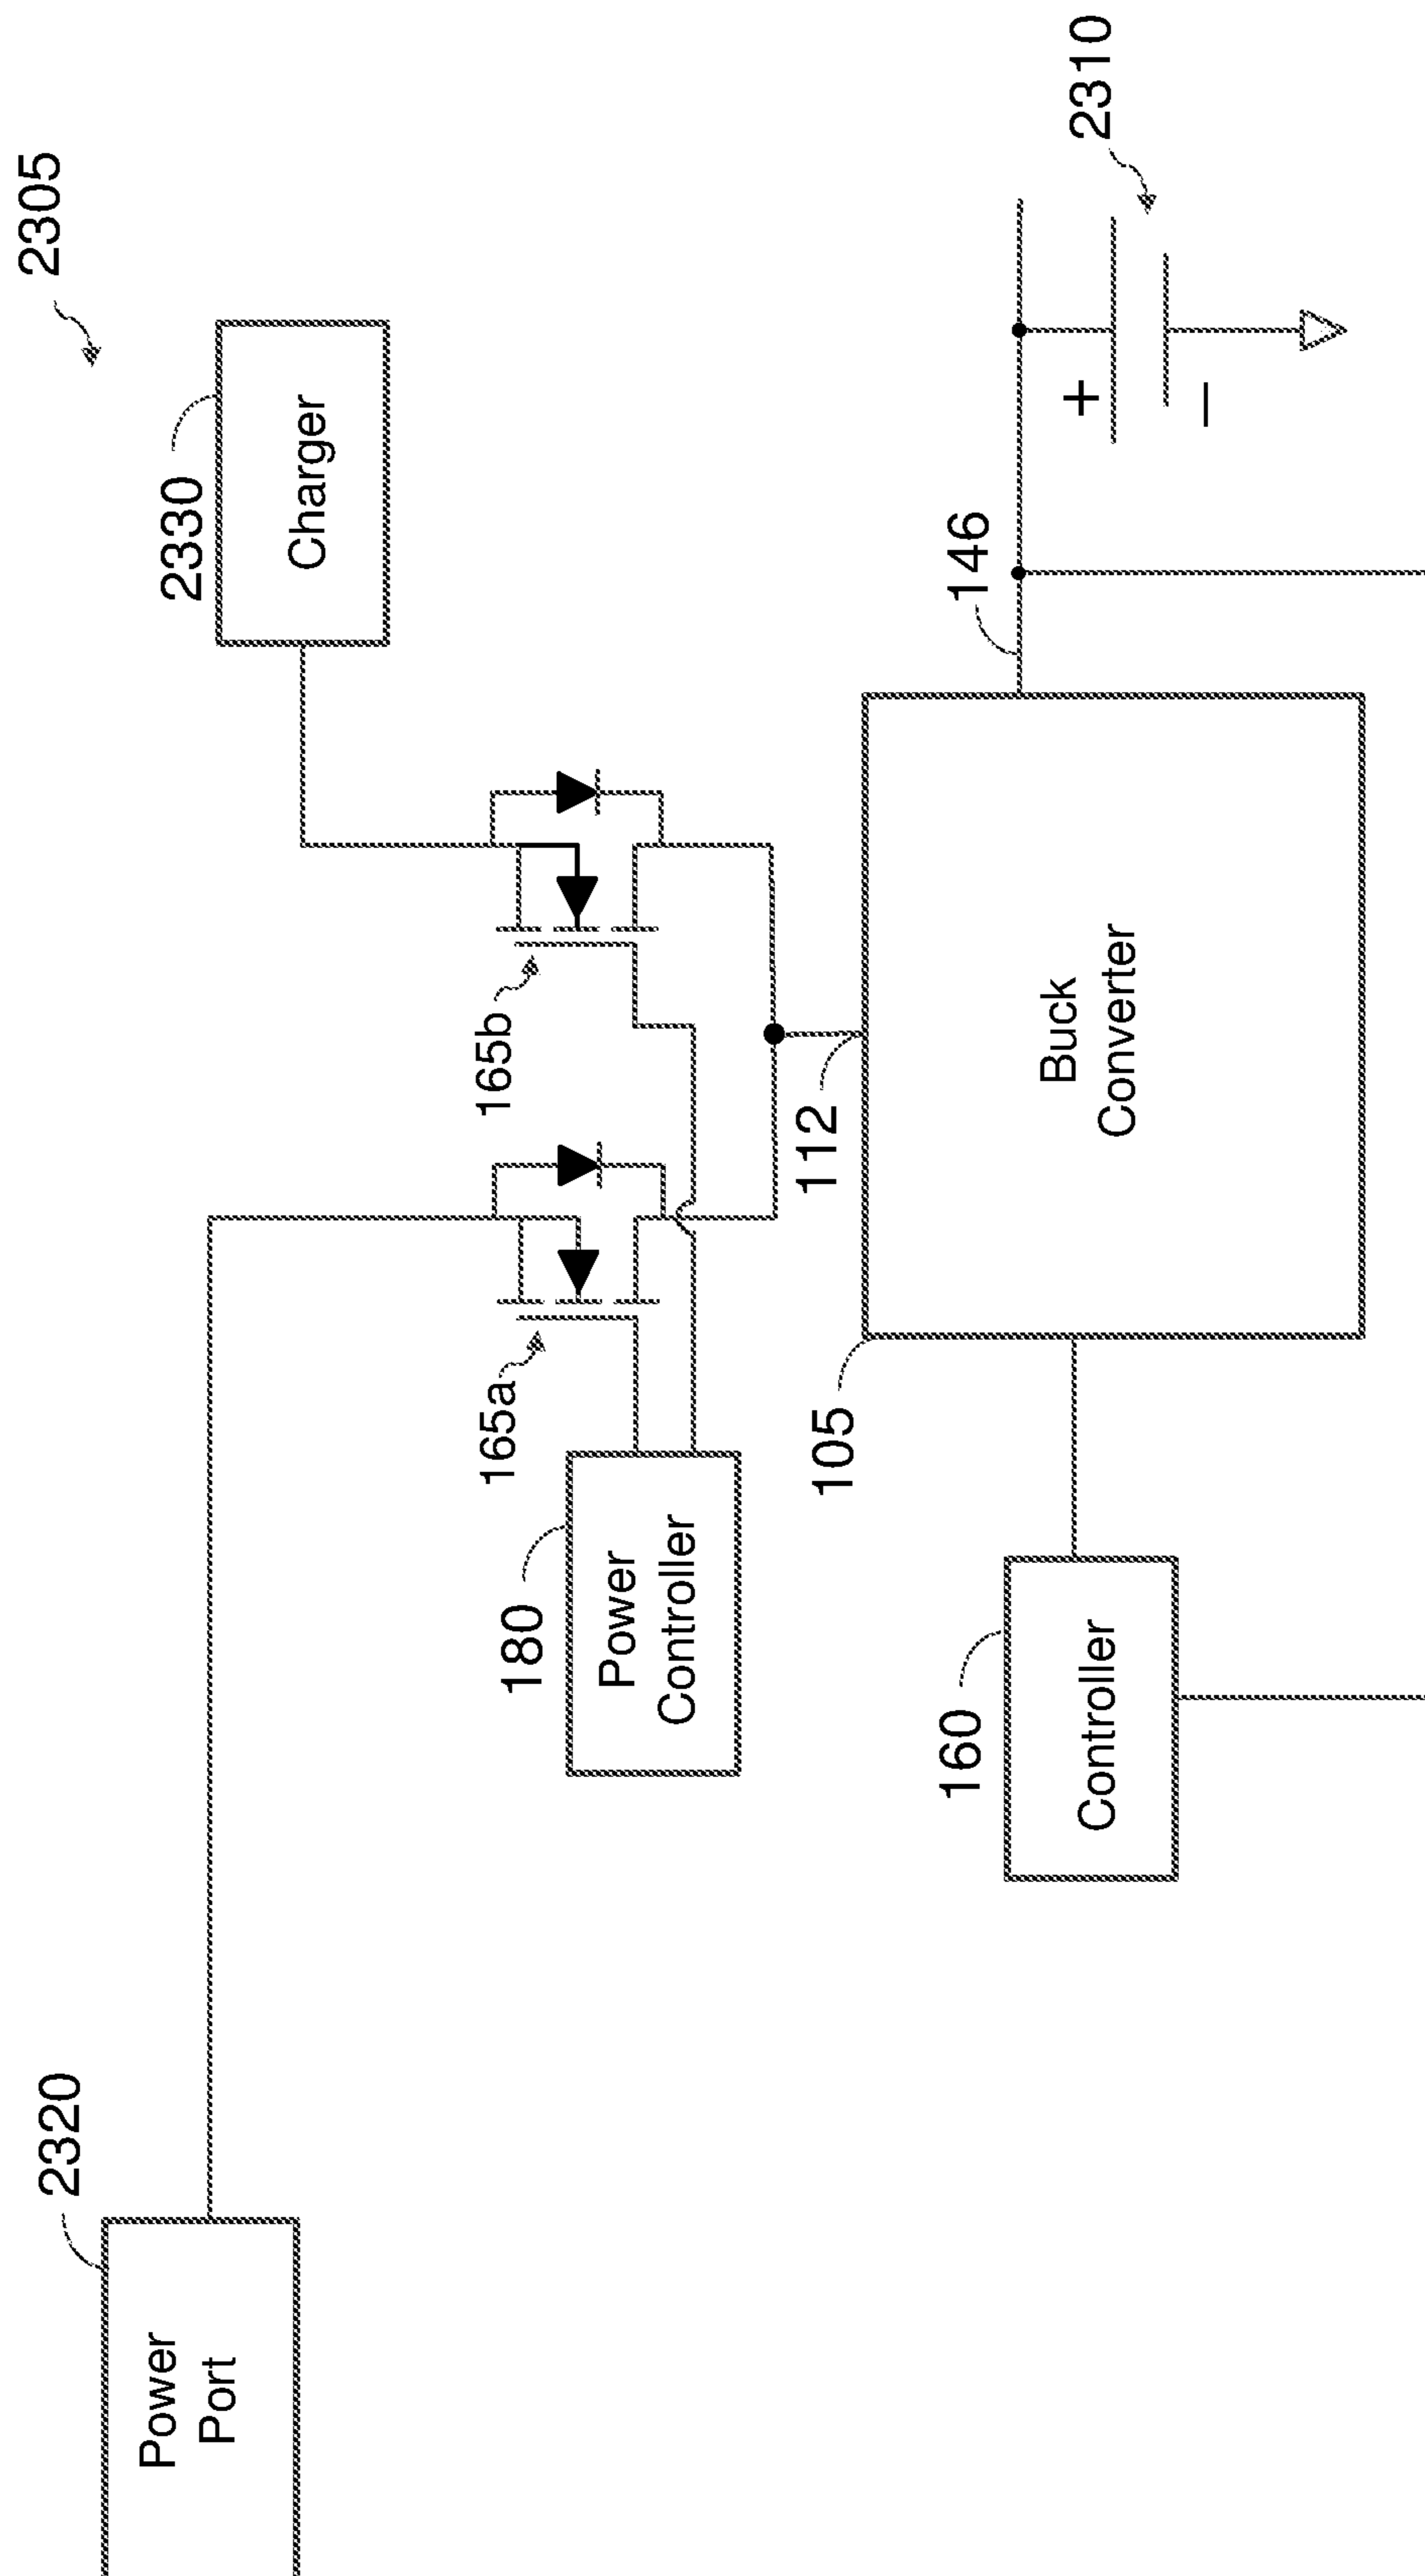 2305
2330
Charger
2310
+
–
146
165b
165a
112
Buck
Converter
105
180
Power
Controller
160
Controller
2320
Power
Port